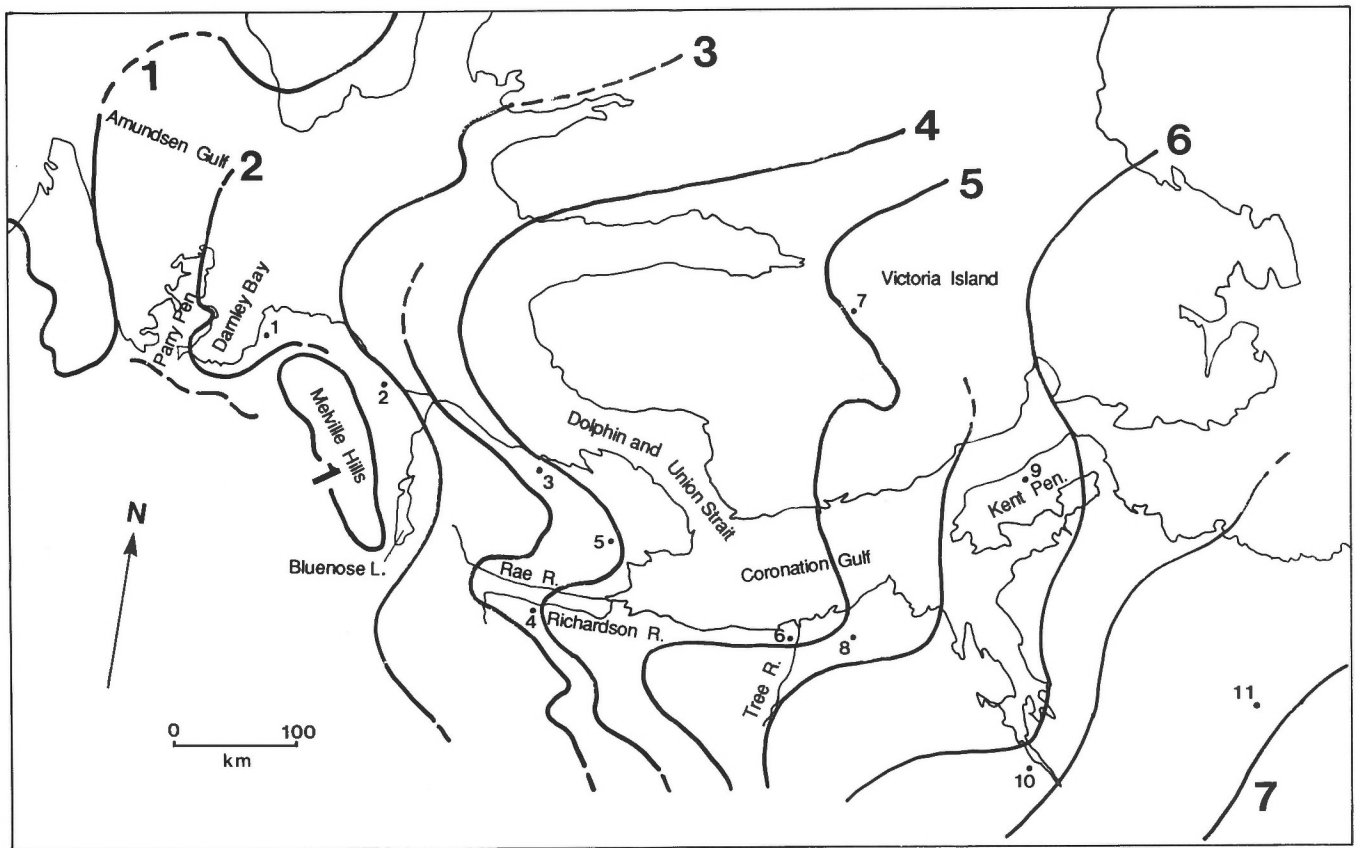 3
1
4
Amundsen Gulf
2
6
5
Victoria Island
7
Parry Pen.
Darnley Bay
1
2
Melville Hills
1
Dolphin and
Union Strait
3
9
Kent Pen.
N
5
Bluenose L.
Rae R.
Coronation Gulf
4
Richardson R.
6
8
Tree R.
11
0 100
km
10
7